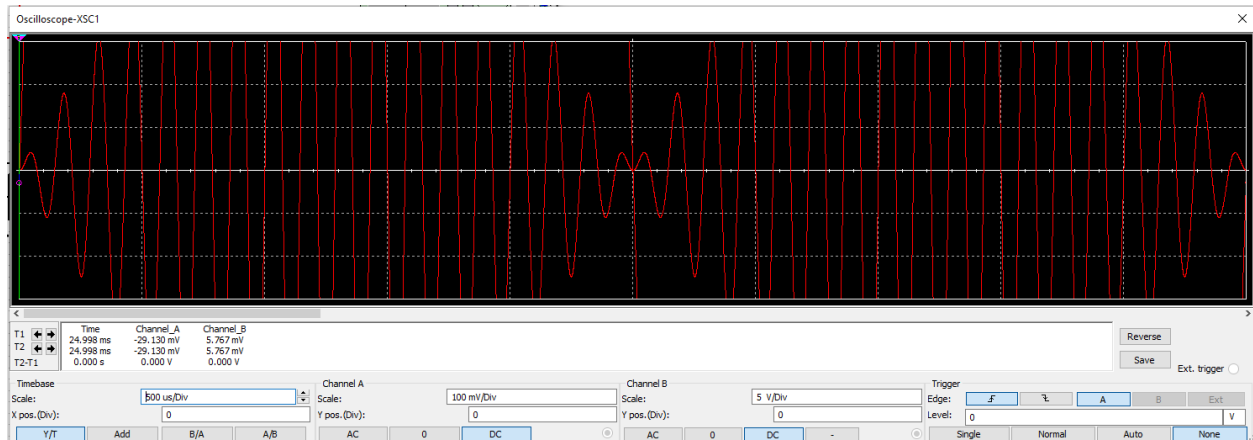 Oscilloscope-XSC1
Time Channel_A Channel_B
T1 24.998 ms -29.130 mV 5.767 mV
T2 24.998 ms -29.130 mV 5.767 mV
T2-T1 0.000 s 0.000 V 0.000 V
Reverse
Save
Ext. trigger
Timebase
Scale: 500 us/Div
X pos.(Div): 0
Y/T Add B/A A/B
Channel A
Scale: 100 mV/Div
Y pos.(Div): 0
AC 0 DC
Channel B
Scale: 5 V/Div
Y pos.(Div): 0
AC 0 DC -
Trigger
Edge: A B Ext
Level: 0 V
Single Normal Auto None